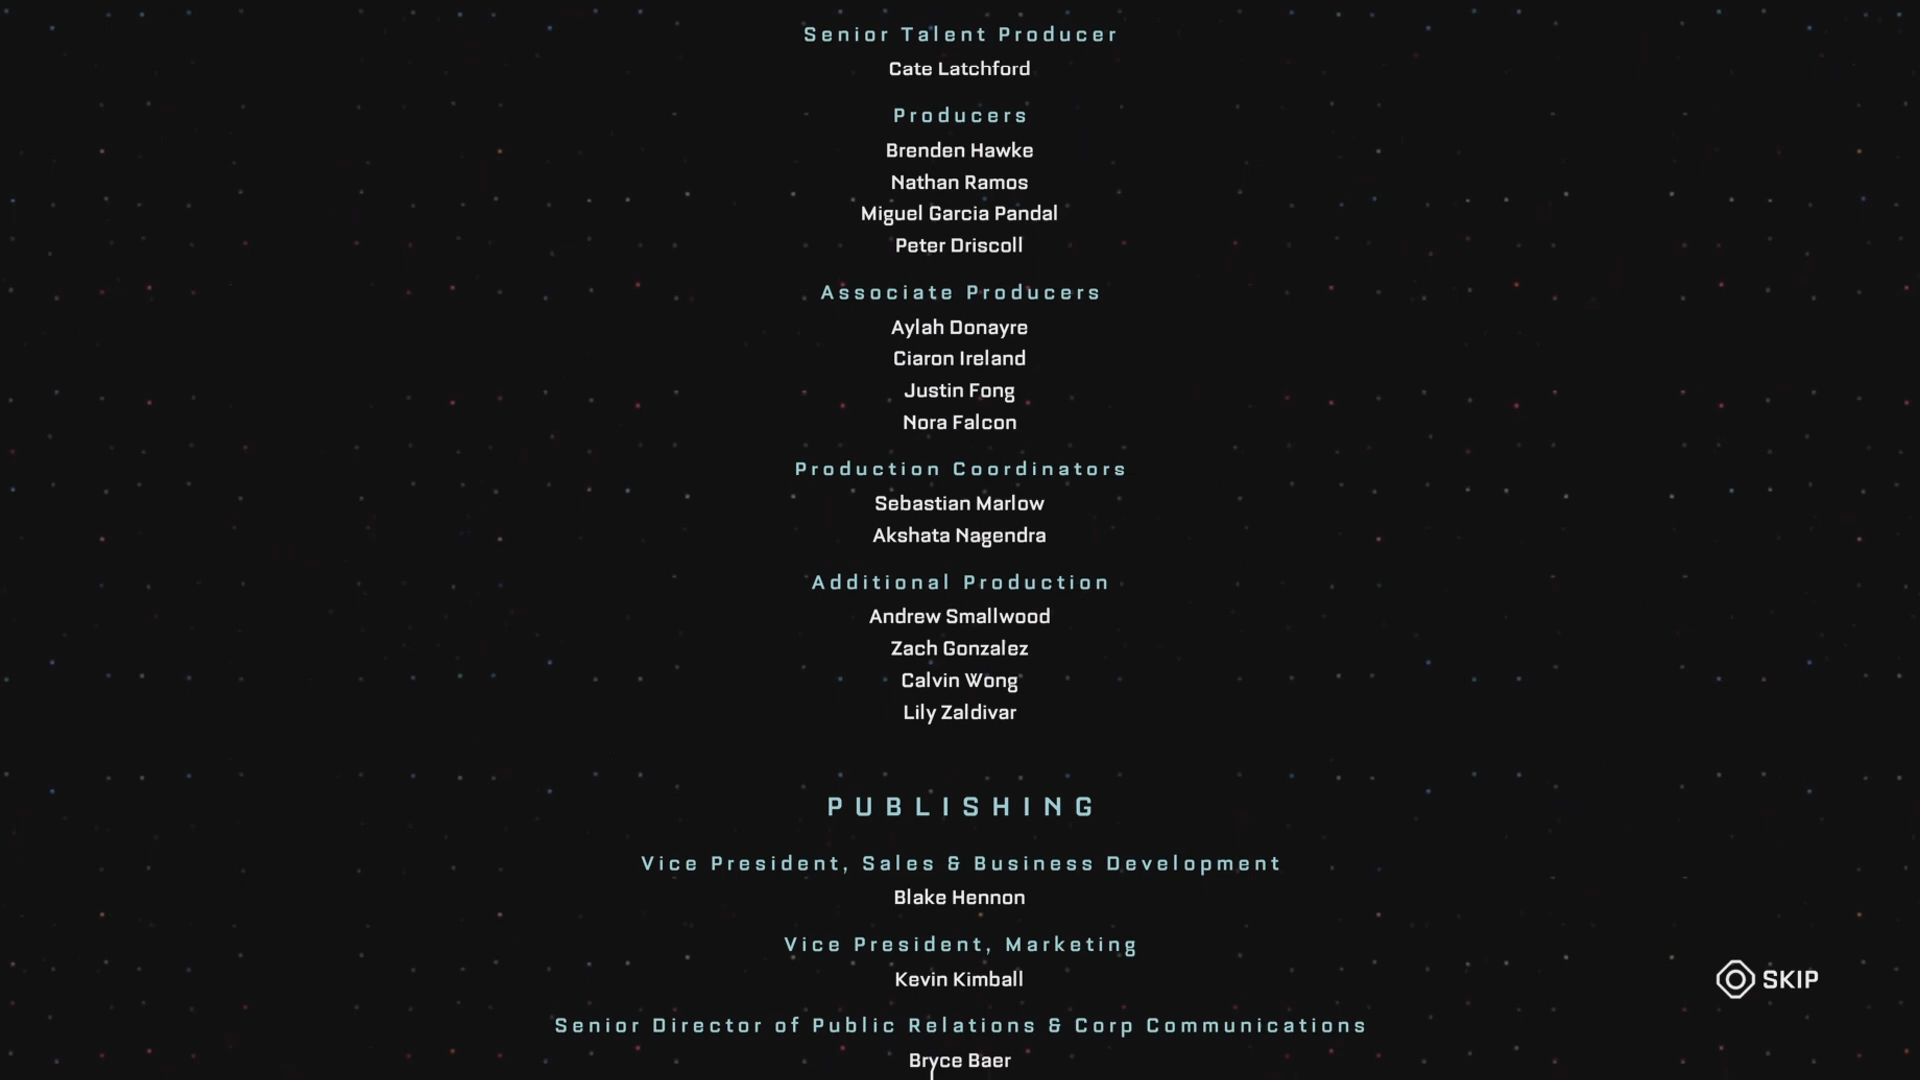 Senior Talent Producer
Cate Latchford
Producers
Brenden Hawke
Nathan Ramos
Miguel Garcia Pandal
Peter Driscoll
Associate Producers
Aylah Donayre
Ciaron Ireland
Justin Fong
Nora Falcon
Production Coordinators
Sebastian Marlow
Akshata Nagendra
Additional Production
Andrew Smallwood
Zach Gonzalez
Calvin Wong
Lily Zaldivar
PUBLISHING
Vice President, Sales & Business Development
Blake Hennon
Vice President, Marketing
Kevin Kimball
SKIP
Senior Director of Public Relations & Corp Communications
Bryce Baer